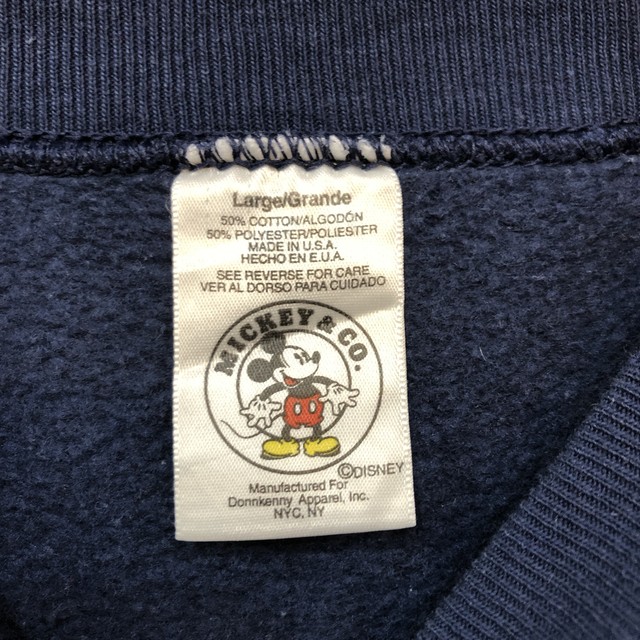 Large/Grande
50% COTTON/ALGODÓN
50% POLYESTER/POLIESTER
MADE IN U.S.A.
HECHO EN E.U.A.
SEE REVERSE FOR CARE
VER AL DORSO PARA CUIDADO
MICKEY & CO.
©DISNEY
Manufactured For
Donnkenny Apparel, Inc.
NYC, NY